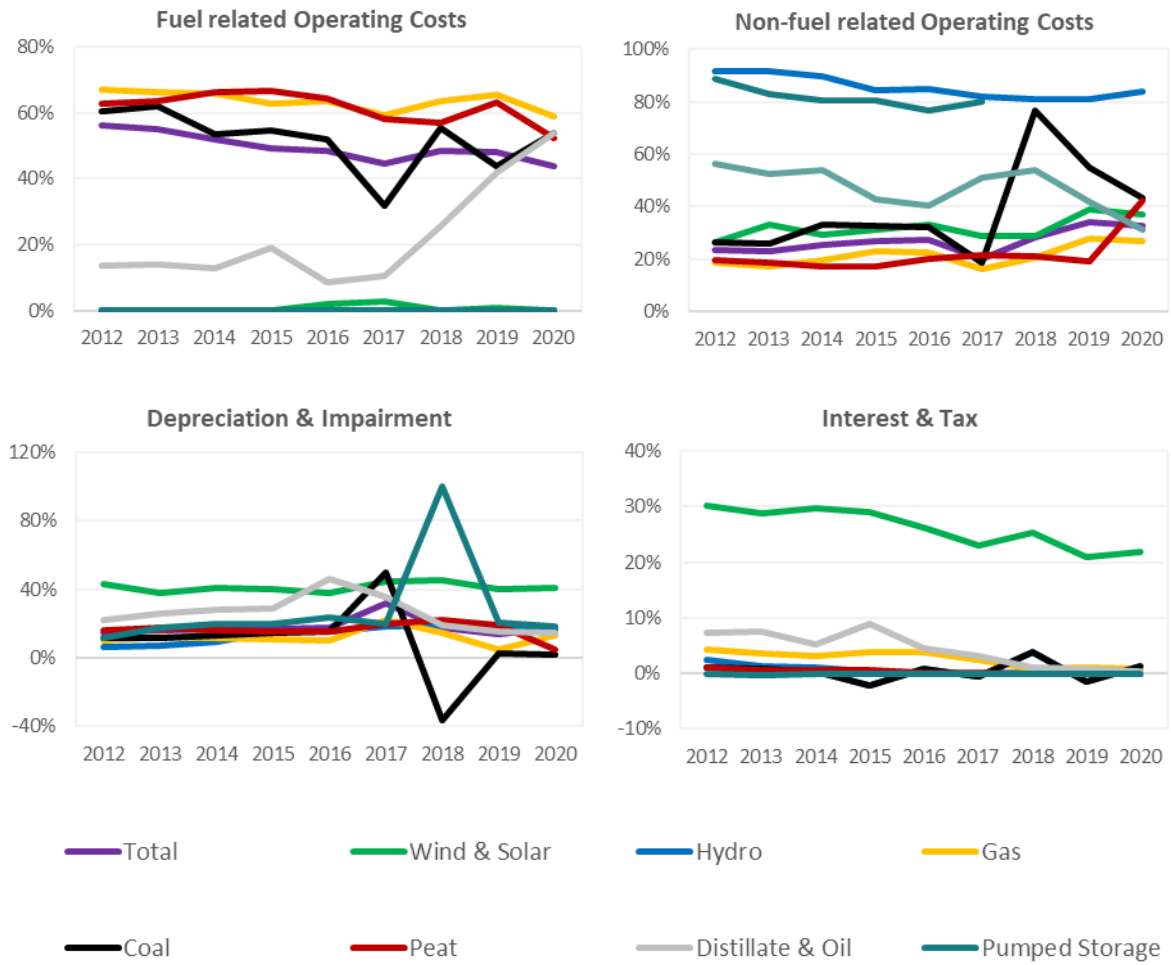 Fuel related Operating Costs
80%
60%
40%
20%
0%
2012 2013 2014 2015 2016 2017 2018 2019 2020
Non-fuel related Operating Costs
100%
80%
60%
40%
20%
0%
2012 2013 2014 2015 2016 2017 2018 2019 2020
Depreciation & Impairment
120%
80%
40%
0%
-40%
2012 2013 2014 2015 2016 2017 2018 2019 2020
Interest & Tax
40%
30%
20%
10%
0%
-10%
2012 2013 2014 2015 2016 2017 2018 2019 2020
Total Wind & Solar Hydro Gas
Coal Peat Distillate & Oil Pumped Storage